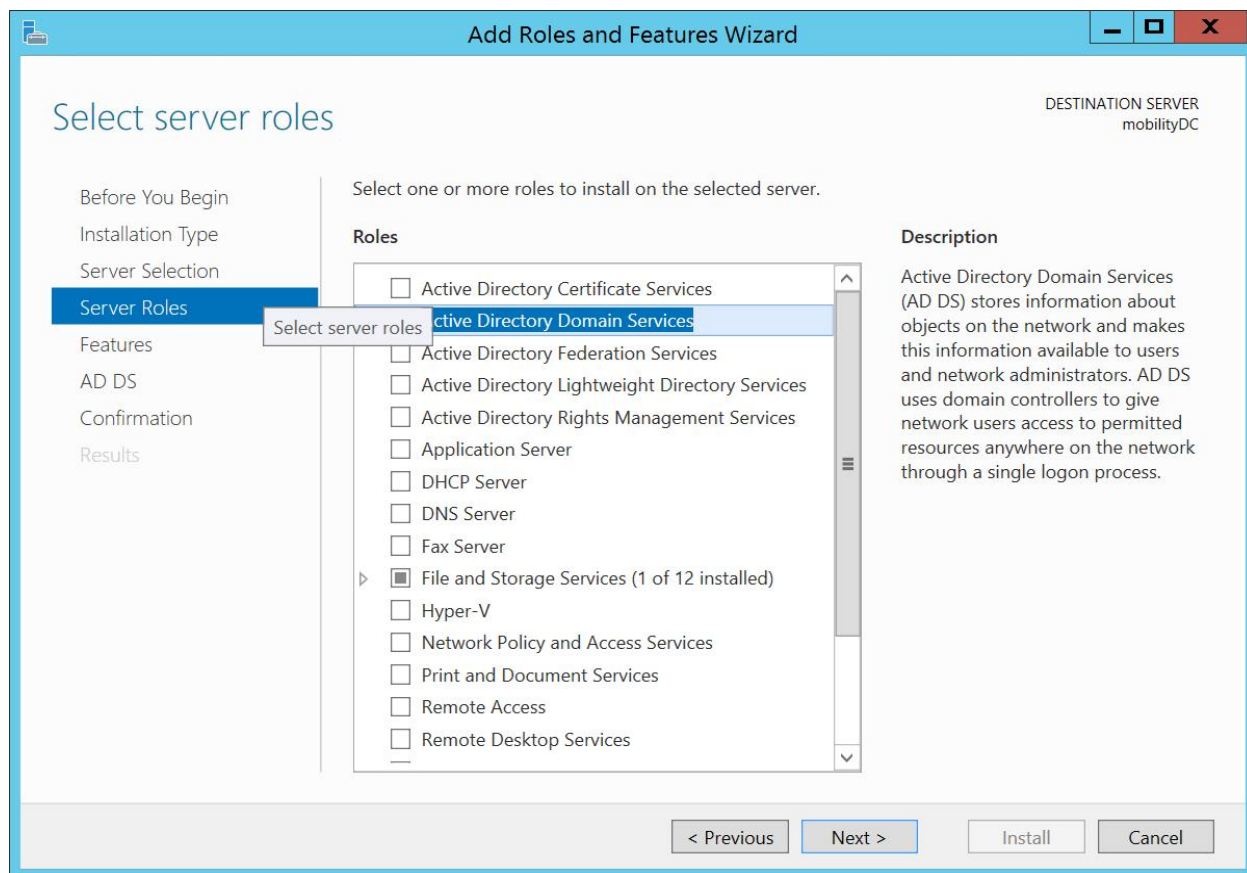 Add Roles and Features Wizard
Select server roles
DESTINATION SERVER
mobilityDC
Before You Begin
Installation Type
Server Selection
Server Roles
Features
AD DS
Confirmation
Results
Select server roles
Select one or more roles to install on the selected server.
Roles
Active Directory Certificate Services
ctive Directory Domain Services
Active Directory Federation Services
Active Directory Lightweight Directory Services
Active Directory Rights Management Services
Application Server
DHCP Server
DNS Server
Fax Server
File and Storage Services (1 of 12 installed)
Hyper-V
Network Policy and Access Services
Print and Document Services
Remote Access
Remote Desktop Services
Description
Active Directory Domain Services
(AD DS) stores information about
objects on the network and makes
this information available to users
and network administrators. AD DS
uses domain controllers to give
network users access to permitted
resources anywhere on the network
through a single logon process.
< Previous
Next >
Install
Cancel